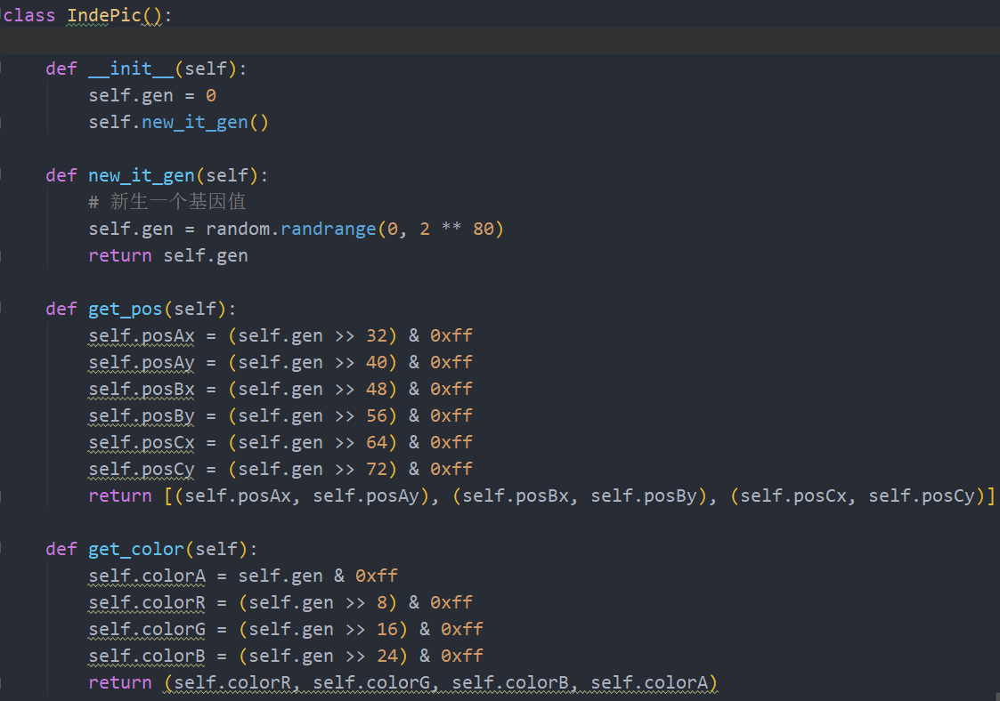 class IndePic():
    def __init__(self):
        self.gen = 0
        self.new_it_gen()
    def new_it_gen(self):
        # 新生一个基因值
        self.gen = random.randrange(0, 2 ** 80)
        return self.gen
    def get_pos(self):
        self.posAx = (self.gen >> 32) & 0xff
        self.posAy = (self.gen >> 40) & 0xff
        self.posBx = (self.gen >> 48) & 0xff
        self.posBy = (self.gen >> 56) & 0xff
        self.posCx = (self.gen >> 64) & 0xff
        self.posCy = (self.gen >> 72) & 0xff
        return [(self.posAx, self.posAy), (self.posBx, self.posBy), (self.posCx, self.posCy)]
    def get_color(self):
        self.colorA = self.gen & 0xff
        self.colorR = (self.gen >> 8) & 0xff
        self.colorG = (self.gen >> 16) & 0xff
        self.colorB = (self.gen >> 24) & 0xff
        return (self.colorR, self.colorG, self.colorB, self.colorA)